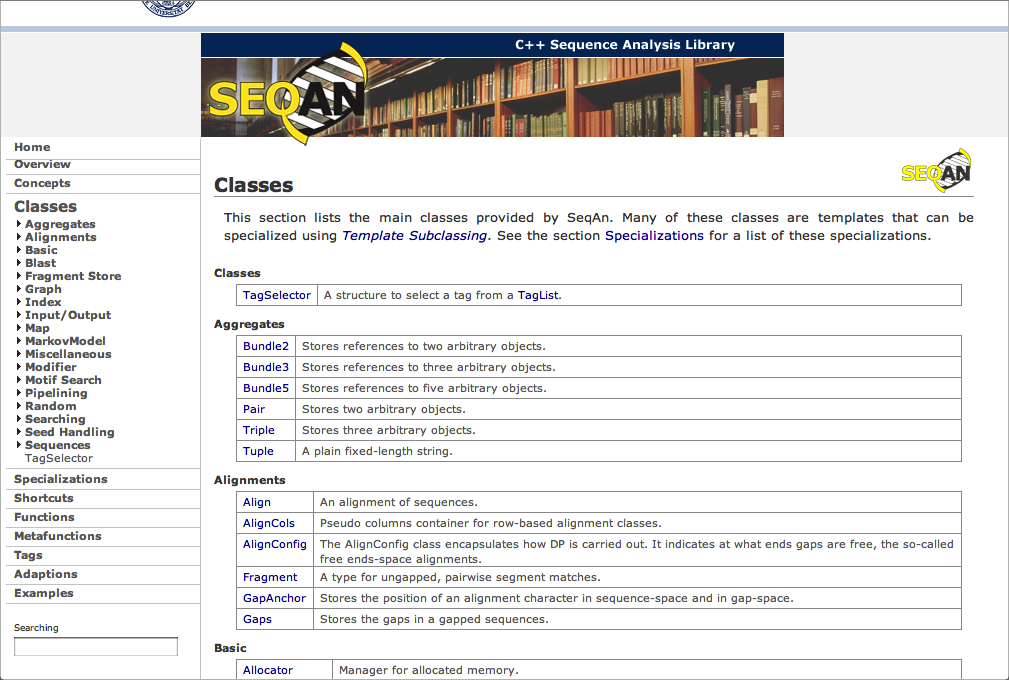 C++ Sequence Analysis Library
SEQAN
Home
Overview
Concepts
Classes
Aggregates
Alignments
Basic
Blast
Fragment Store
Graph
Index
Input/Output
Map
MarkovModel
Miscellaneous
Modifier
Motif Search
Pipelining
Random
Searching
Seed Handling
Sequences
TagSelector
Specializations
Shortcuts
Functions
Metafunctions
Tags
Adaptions
Examples
Searching
SEQAN
Classes
This section lists the main classes provided by SeqAn. Many of these classes are templates that can be
specialized using Template Subclassing. See the section Specializations for a list of these specializations.
Classes
TagSelector A structure to select a tag from a TagList.
Aggregates
Bundle2 Stores references to two arbitrary objects.
Bundle3 Stores references to three arbitrary objects.
Bundle5 Stores references to five arbitrary objects.
Pair Stores two arbitrary objects.
Triple Stores three arbitrary objects.
Tuple A plain fixed-length string.
Alignments
Align An alignment of sequences.
AlignCols Pseudo columns container for row-based alignment classes.
AlignConfig The AlignConfig class encapsulates how DP is carried out. It indicates at what ends gaps are free, the so-called
free ends-space alignments.
Fragment A type for ungapped, pairwise segment matches.
GapAnchor Stores the position of an alignment character in sequence-space and in gap-space.
Gaps Stores the gaps in a gapped sequences.
Basic
Allocator Manager for allocated memory.